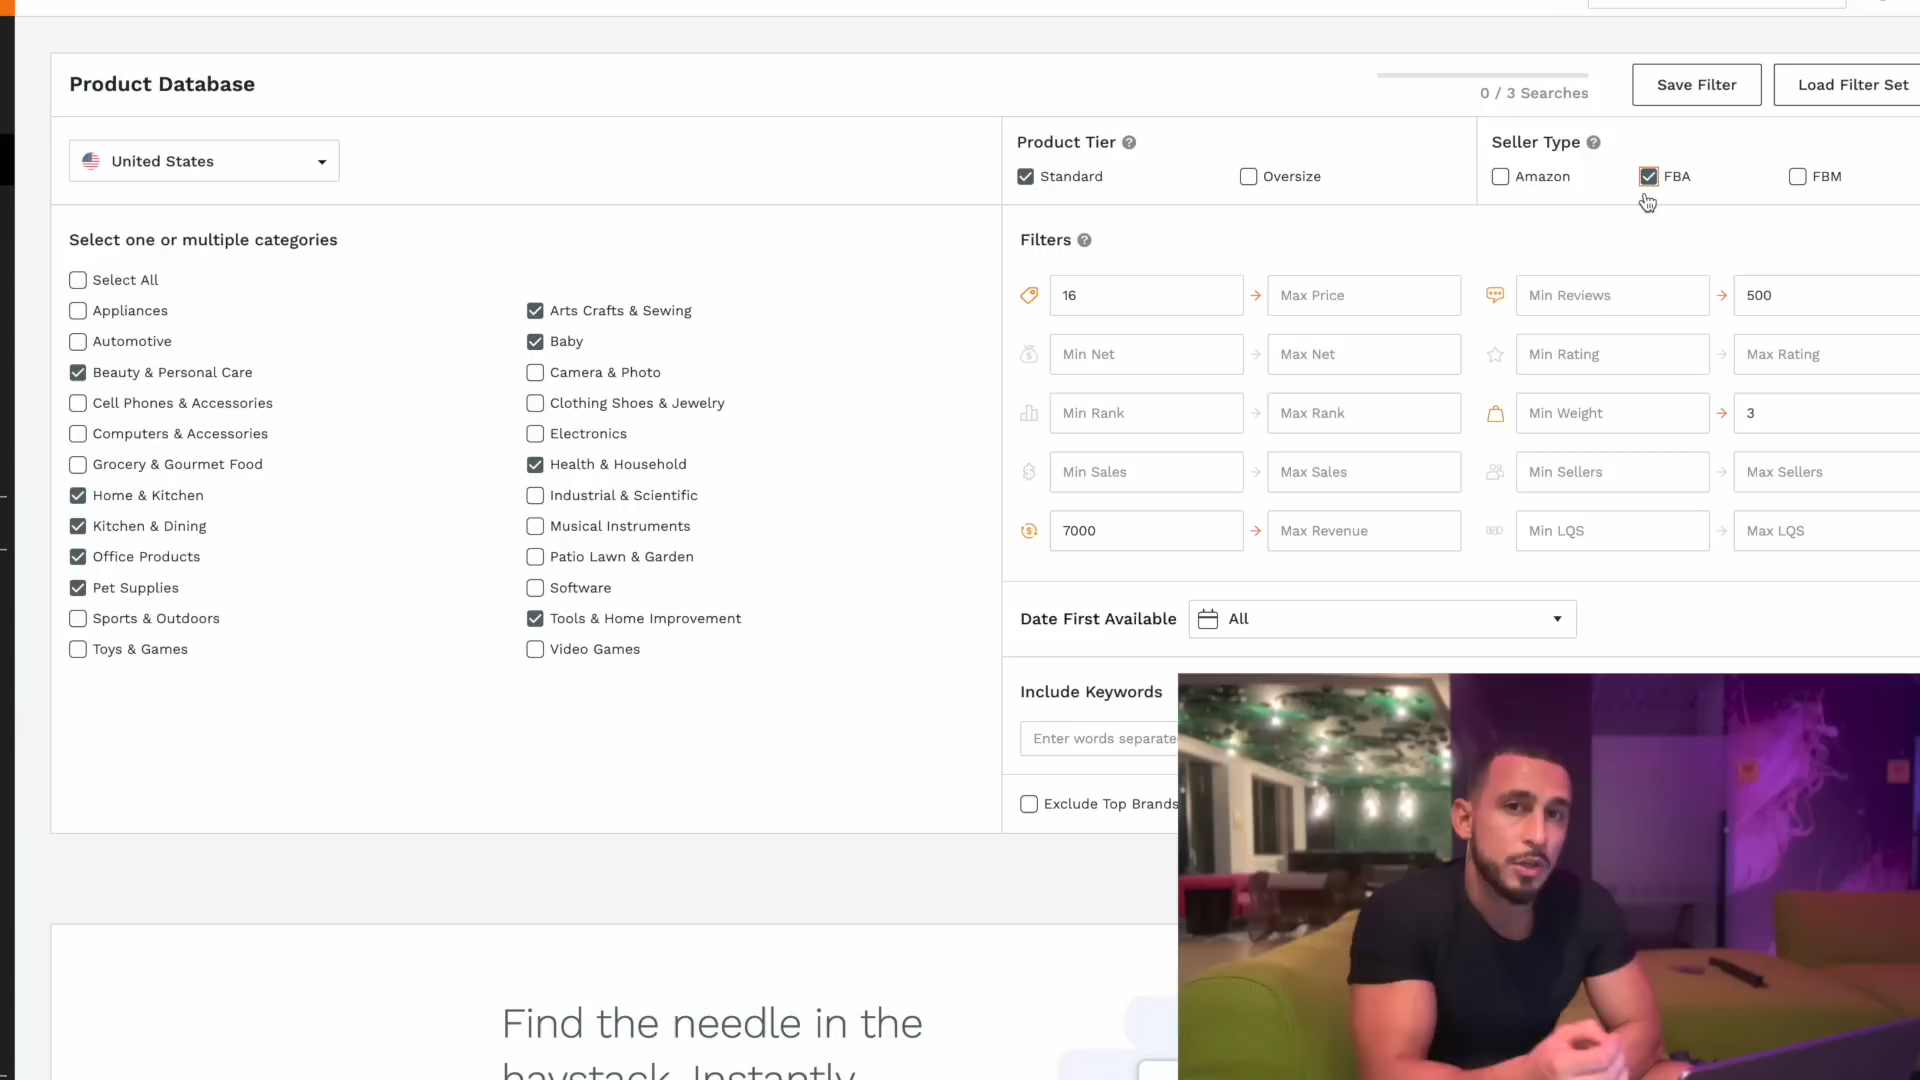 Product Database
0 / 3 Searches
Save Filter
Load Filter Set
United States
Product Tier
Standard
Oversize
Seller Type
Amazon
FBA
FBM
Select one or multiple categories
Select All
Appliances
Automotive
Beauty & Personal Care
Cell Phones & Accessories
Computers & Accessories
Grocery & Gourmet Food
Home & Kitchen
Kitchen & Dining
Office Products
Pet Supplies
Sports & Outdoors
Toys & Games
Arts Crafts & Sewing
Baby
Camera & Photo
Clothing Shoes & Jewelry
Electronics
Health & Household
Industrial & Scientific
Musical Instruments
Patio Lawn & Garden
Software
Tools & Home Improvement
Video Games
Filters
16
Max Price
Min Reviews
500
Min Net
Max Net
Min Rating
Max Rating
Min Rank
Max Rank
Min Weight
3
Min Sales
Max Sales
Min Sellers
Max Sellers
7000
Max Revenue
Min LQS
Max LQS
Date First Available
All
Include Keywords
Enter words separate
Exclude Top Brands
Find the needle in the
haystack. Instantly